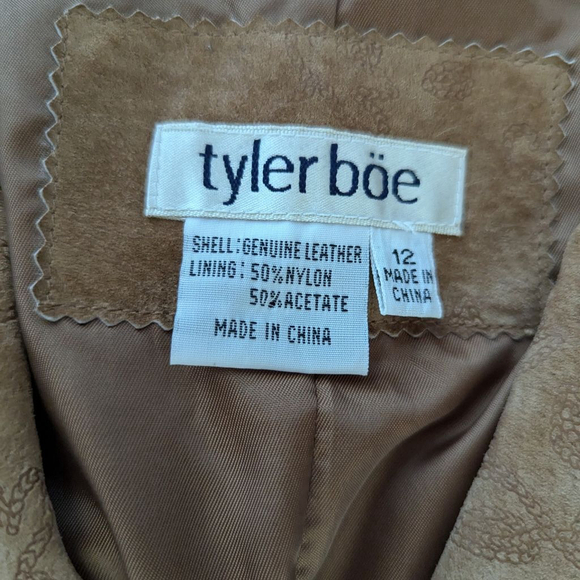 tyler böe
SHELL: GENUINE LEATHER
LINING: 50% NYLON
50% ACETATE
MADE IN CHINA
12
MADE IN
CHINA